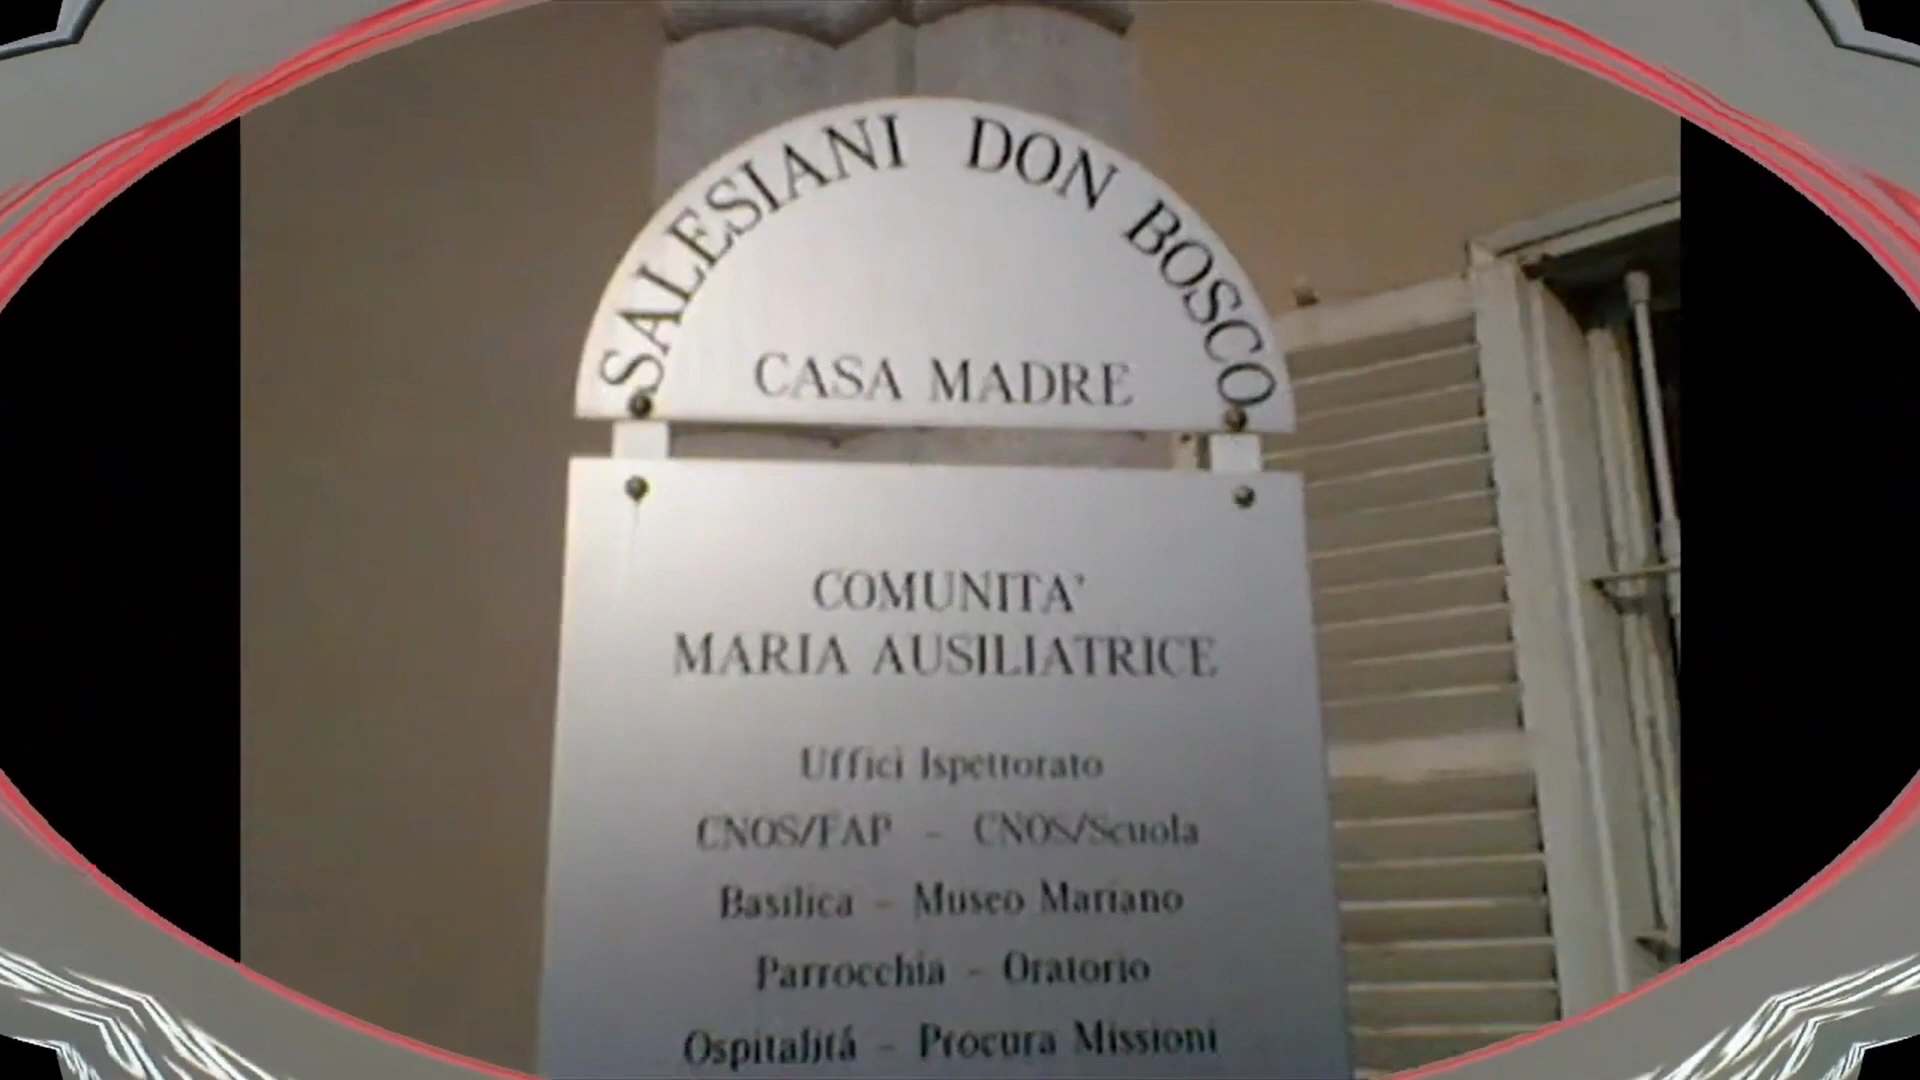 SALESIANI DON BOSCO
CASA MADRE
COMUNITA'
MARIA AUSILIATRICE
Uffici Ispettorato
CNOS/FAP - CNOS/Scuola
Basilica - Museo Mariano
Parrocchia - Oratorio
Ospitalitá - Procura Missioni